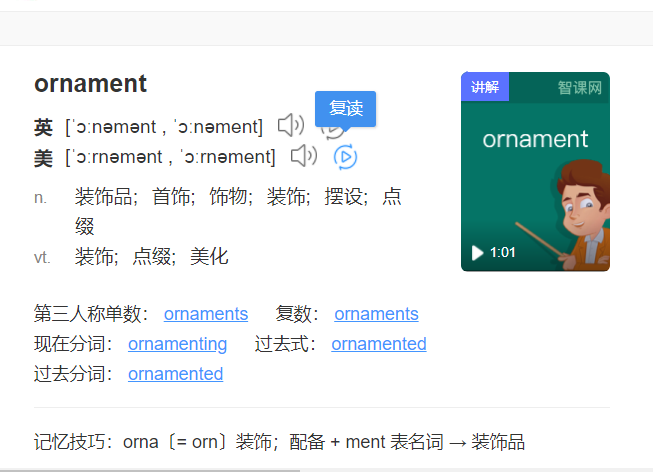 ornament
英 [ˈɔːnəmənt , ˈɔːnəment]
复读
美 [ˈɔːrnəmənt , ˈɔːrnəment]
n. 装饰品；首饰；饰物；装饰；摆设；点
缀
vt. 装饰；点缀；美化
讲解
智课网
ornament
1:01
第三人称单数： ornaments 复数： ornaments
现在分词： ornamenting 过去式： ornamented
过去分词： ornamented
记忆技巧：orna〔= orn〕装饰；配备 + ment 表名词 → 装饰品